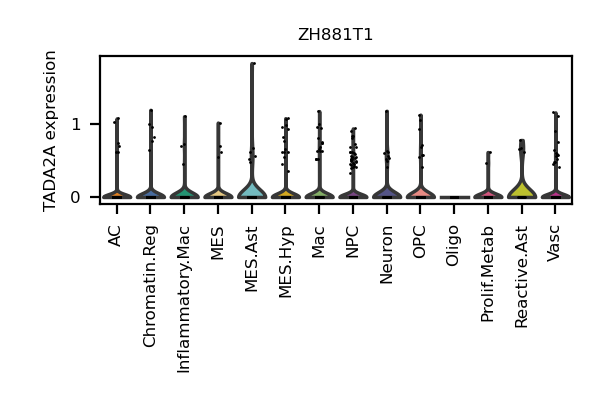 ZH881T1
TADA2A expression
1
0
AC
Chromatin.Reg
Inflammatory.Mac
MES
MES.Ast
MES.Hyp
Mac
NPC
Neuron
OPC
Oligo
Prolif.Metab
Reactive.Ast
Vasc